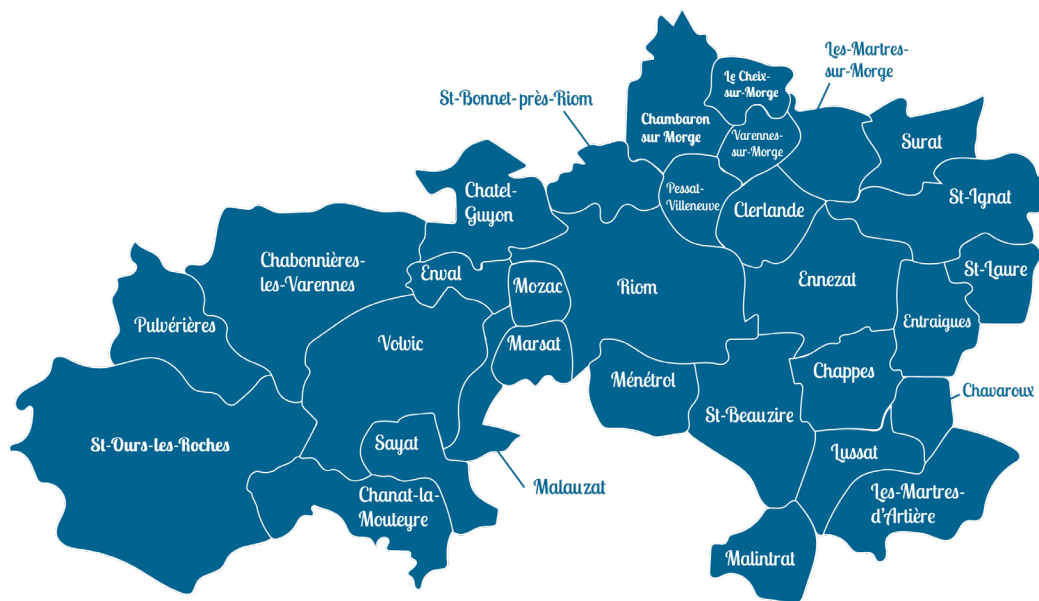 Les-Martres-
sur-Morge
Le Cheix-
sur-Morge
St-Bonnet-près-Riom
Chambaron
sur Morge
Varennes-
sur-Morge
Surat
Chatel-
Guyon
Pessat-
Villeneuve
Clerlande
St-Ignat
Chabonnières-
les-Varennes
Enval
Mozac
Riom
Ennezat
St-Laure
Pulvérières
Volvic
Marsat
Entraigues
Ménétrol
Chappes
Chavaroux
St-Beauzire
St-Ours-les-Roches
Sayat
Lussat
Malauzat
Chanat-la-
Mouteyre
Les-Martres-
d'Artière
Malintrat